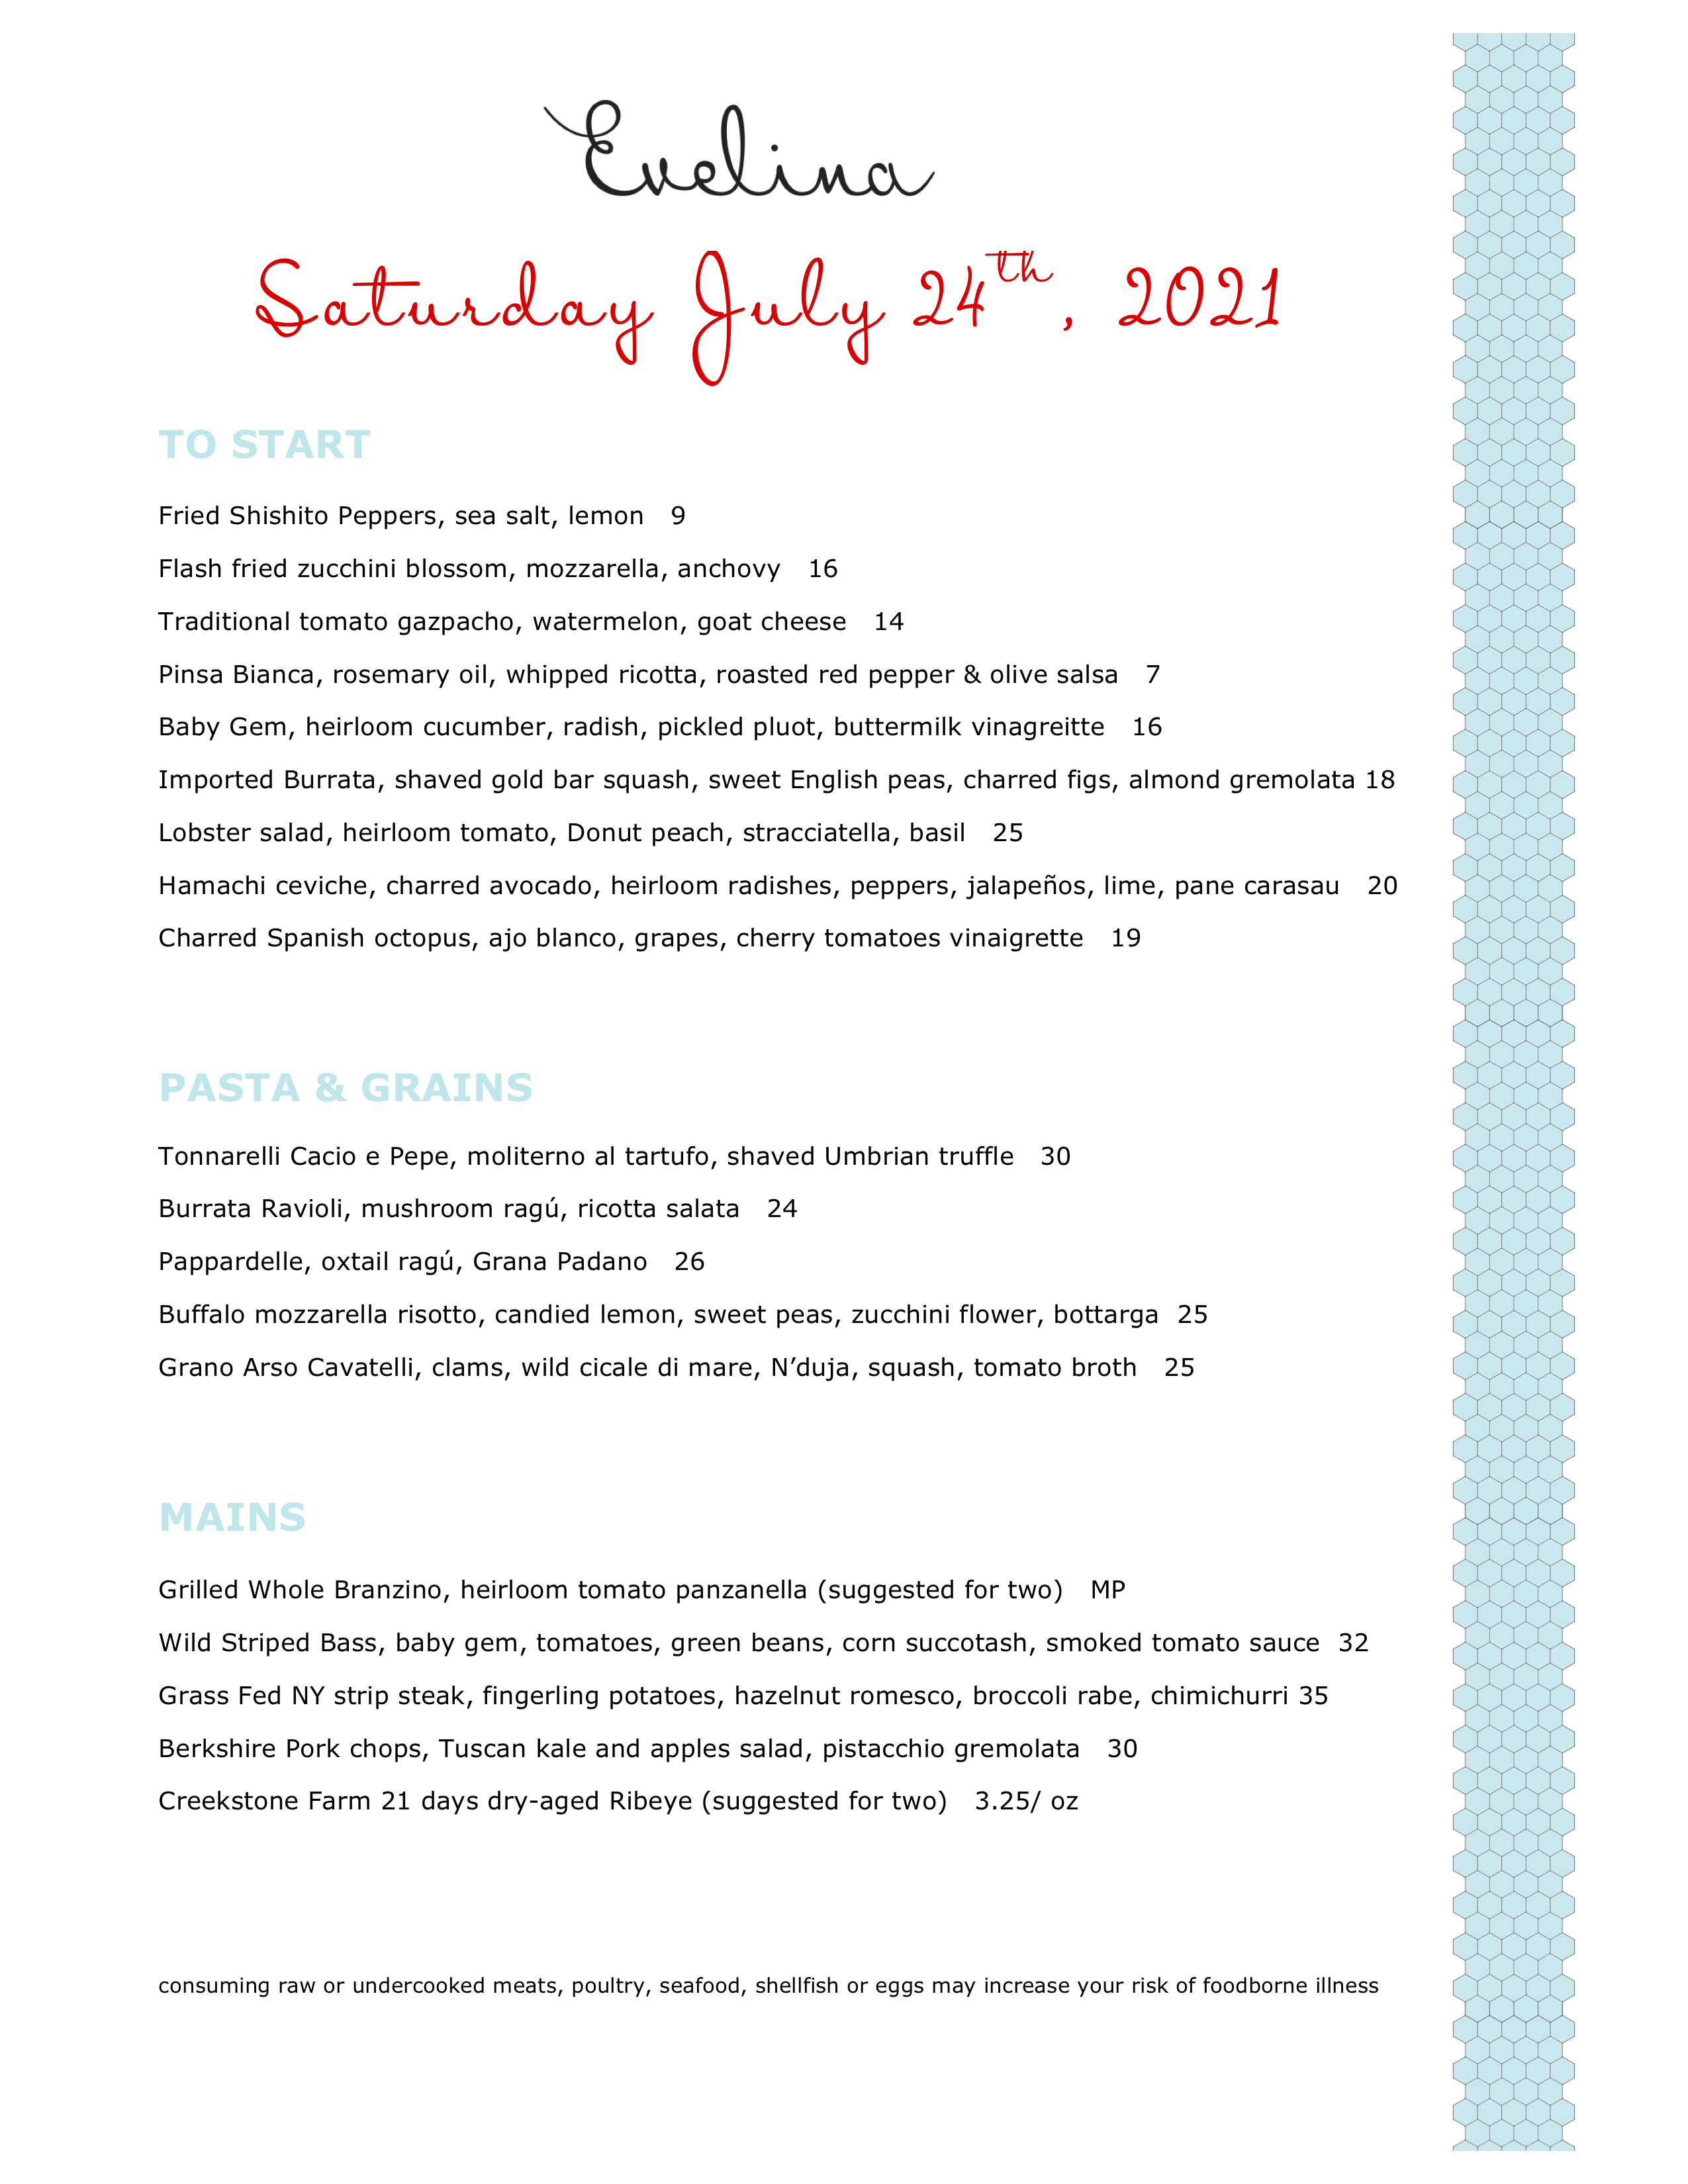 Evelina
Saturday July 24th, 2021
TO START
Fried Shishito Peppers, sea salt, lemon 9
Flash fried zucchini blossom, mozzarella, anchovy 16
Traditional tomato gazpacho, watermelon, goat cheese 14
Pinsa Bianca, rosemary oil, whipped ricotta, roasted red pepper & olive salsa 7
Baby Gem, heirloom cucumber, radish, pickled pluot, buttermilk vinagreitte 16
Imported Burrata, shaved gold bar squash, sweet English peas, charred figs, almond gremolata 18
Lobster salad, heirloom tomato, Donut peach, stracciatella, basil 25
Hamachi ceviche, charred avocado, heirloom radishes, peppers, jalapeños, lime, pane carasau 20
Charred Spanish octopus, ajo blanco, grapes, cherry tomatoes vinaigrette 19
PASTA & GRAINS
Tonnarelli Cacio e Pepe, moliterno al tartufo, shaved Umbrian truffle 30
Burrata Ravioli, mushroom ragú, ricotta salata 24
Pappardelle, oxtail ragú, Grana Padano 26
Buffalo mozzarella risotto, candied lemon, sweet peas, zucchini flower, bottarga 25
Grano Arso Cavatelli, clams, wild cicale di mare, N’duja, squash, tomato broth 25
MAINS
Grilled Whole Branzino, heirloom tomato panzanella (suggested for two) MP
Wild Striped Bass, baby gem, tomatoes, green beans, corn succotash, smoked tomato sauce 32
Grass Fed NY strip steak, fingerling potatoes, hazelnut romesco, broccoli rabe, chimichurri 35
Berkshire Pork chops, Tuscan kale and apples salad, pistacchio gremolata 30
Creekstone Farm 21 days dry-aged Ribeye (suggested for two) 3.25/ oz
consuming raw or undercooked meats, poultry, seafood, shellfish or eggs may increase your risk of foodborne illness